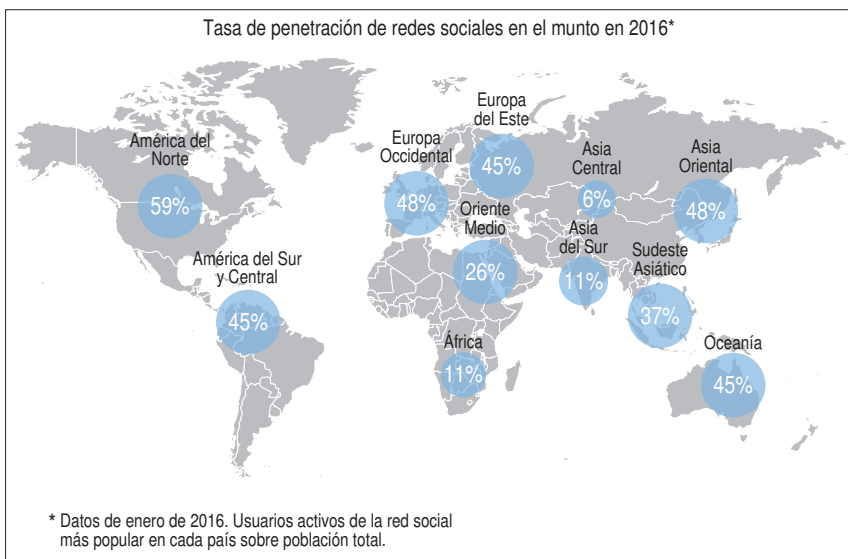 Tasa de penetración de redes sociales en el munto en 2016*
América del
Norte
59%
Europa
Occidental
48%
Europa
del Este
45%
Asia
Central
6%
Asia
Oriental
48%
América del Sur
y Central
45%
Oriente
Medio
26%
Asia
del Sur
11%
Sudeste
Asiático
37%
África
11%
Oceanía
45%
* Datos de enero de 2016. Usuarios activos de la red social
más popular en cada país sobre población total.